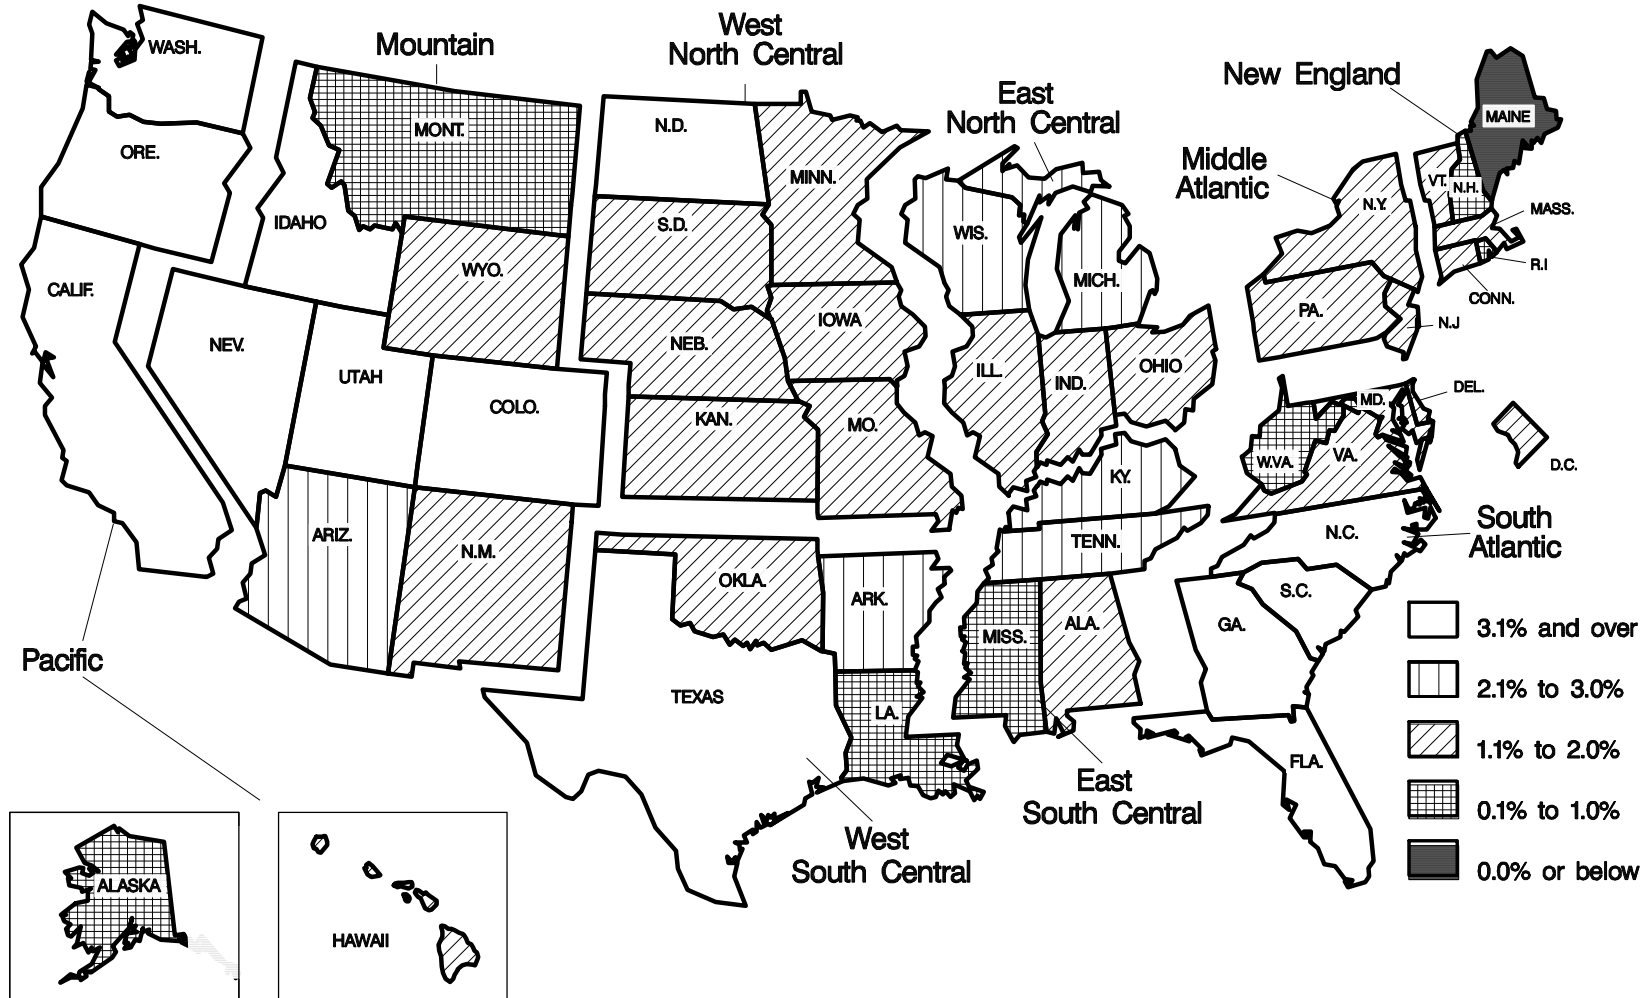 WASH.
ORE.
CALIF.
IDAHO
NEV.
Mountain
MONT.
WYO.
UTAH
COLO.
ARIZ.
N.M.
West
North Central
N.D.
S.D.
NEB.
KAN.
MINN.
IOWA
MO.
East
North Central
WIS.
MICH.
ILL.
IND.
OHIO
New England
MAINE
VT.
N.H.
MASS.
R.I
CONN.
Middle
Atlantic
N.Y.
PA.
N.J
DEL.
MD.
D.C.
W.VA.
VA.
KY.
TENN.
N.C.
South
Atlantic
S.C.
GA.
FLA.
OKLA.
ARK.
TEXAS
LA.
MISS.
ALA.
East
South Central
West
South Central
Pacific
ALASKA
HAWAII
3.1% and over
2.1% to 3.0%
1.1% to 2.0%
0.1% to 1.0%
0.0% or below